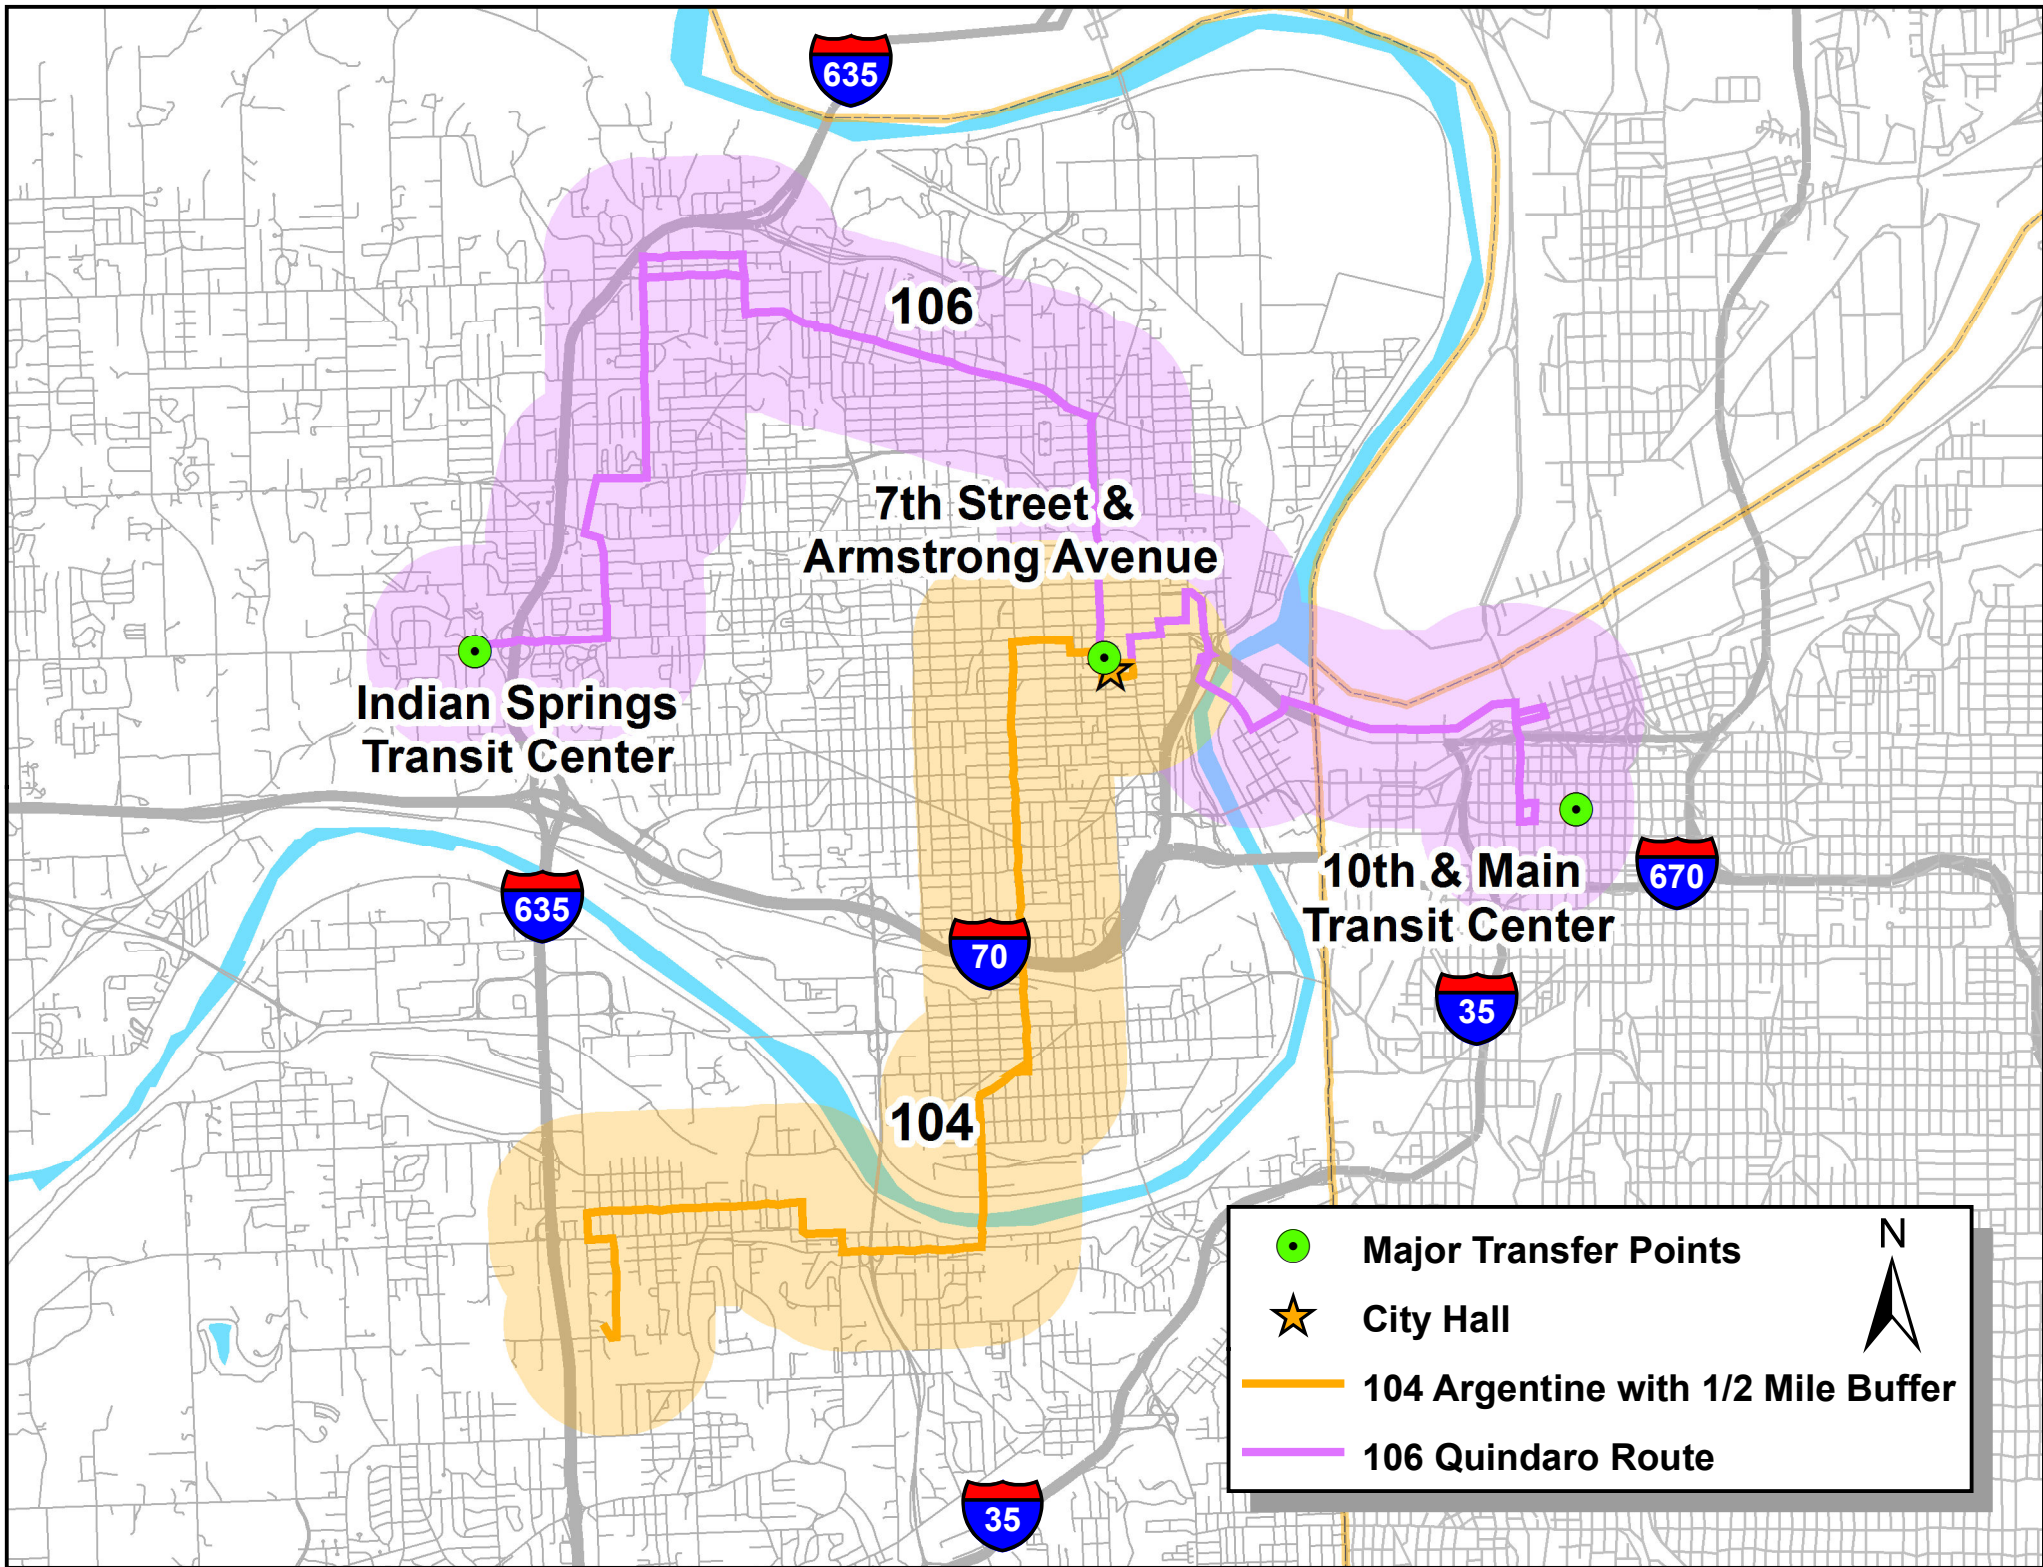 635
106
7th Street &
Armstrong Avenue
Indian Springs
Transit Center
10th & Main
Transit Center
670
635
70
35
104
35
N
Major Transfer Points
City Hall
104 Argentine with 1/2 Mile Buffer
106 Quindaro Route